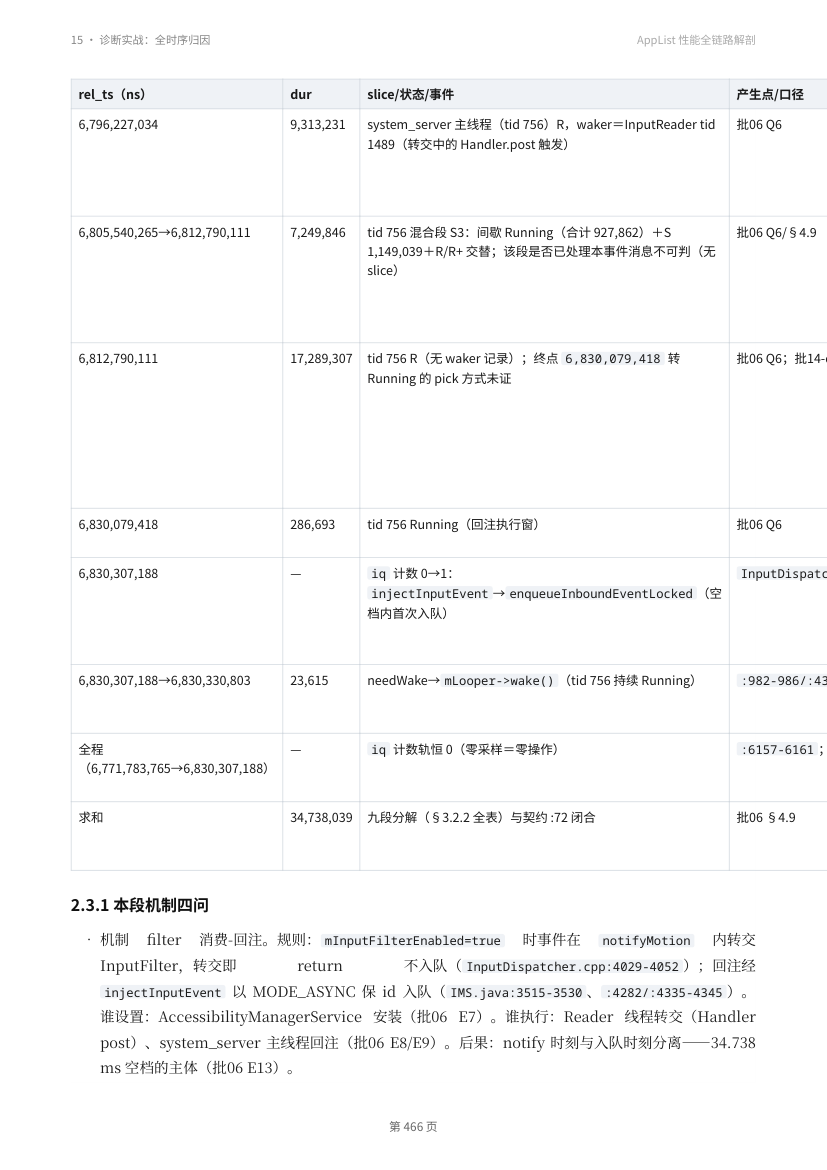 15 · 诊断实战：全时序归因
AppList 性能全链路解剖
rel_ts（ns） dur slice/状态/事件 产生点/口径
6,796,227,034 9,313,231 system_server 主线程（tid 756）R，waker＝InputReader tid 批06 Q6
1489（转交中的 Handler.post 触发）
6,805,540,265→6,812,790,111 7,249,846 tid 756 混合段 S3：间歇 Running（合计 927,862）＋S 批06 Q6/§4.9
1,149,039＋R/R+ 交替；该段是否已处理本事件消息不可判（无
slice）
6,812,790,111 17,289,307 tid 756 R（无 waker 记录）；终点 6,830,079,418 转 批06 Q6；批14-
Running 的 pick 方式未证
6,830,079,418 286,693 tid 756 Running（回注执行窗） 批06 Q6
6,830,307,188 — iq 计数 0→1： InputDispatc
injectInputEvent→enqueueInboundEventLocked（空
档内首次入队）
6,830,307,188→6,830,330,803 23,615 needWake→mLooper->wake()（tid 756 持续 Running） :982-986/:43
全程 — iq 计数轨恒 0（零采样＝零操作） :6157-6161；
（6,771,783,765→6,830,307,188）
求和 34,738,039 九段分解（§3.2.2 全表）与契约 :72 闭合 批06 §4.9
2.3.1 本段机制四问
· 机制 filter 消费-回注。规则：mInputFilterEnabled=true 时事件在 notifyMotion 内转交
InputFilter，转交即 return 不入队（InputDispatcher.cpp:4029-4052）；回注经
injectInputEvent 以 MODE_ASYNC 保 id 入队（IMS.java:3515-3530、:4282/:4335-4345）。
谁设置：AccessibilityManagerService 安装（批06 E7）。谁执行：Reader 线程转交（Handler
post）、system_server 主线程回注（批06 E8/E9）。后果：notify 时刻与入队时刻分离——34.738
ms 空档的主体（批06 E13）。
第 466 页